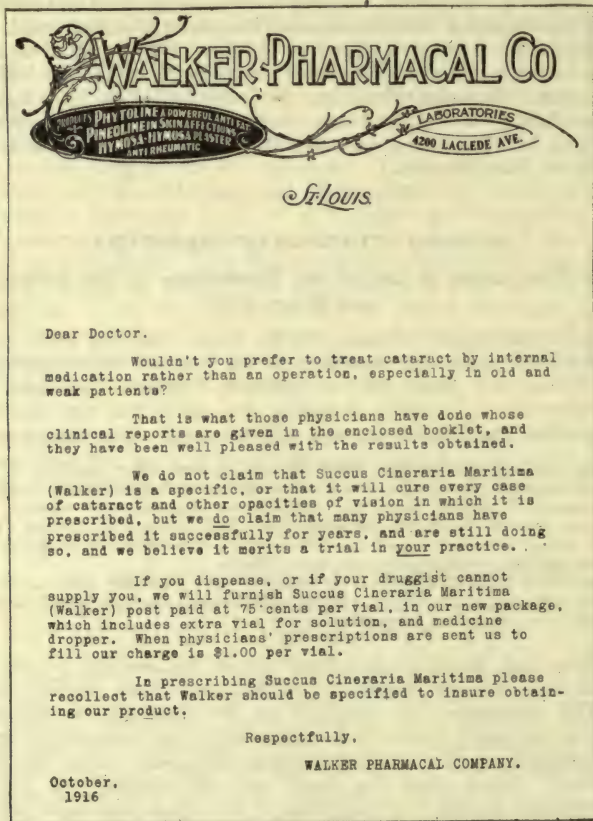 WALKER PHARMACAL CO
PRODUCTS PHYTOLINE A POWERFUL ANTI FAT
PINEOLINE IN SKIN AFFECTIONS
HYMOSA-HYMOSA PLASTER
ANTI RHEUMATIC
LABORATORIES
4200 LACLEDE AVE.
ST. LOUIS.
Dear Doctor.
Wouldn't you prefer to treat cataract by internal
medication rather than an operation, especially in old and
weak patients?
That is what those physicians have done whose
clinical reports are given in the enclosed booklet, and
they have been well pleased with the results obtained.
We do not claim that Succus Cineraria Maritima
(Walker) is a specific, or that it will cure every case
of cataract and other opacities of vision in which it is
prescribed, but we do claim that many physicians have
prescribed it successfully for years, and are still doing
so, and we believe it merits a trial in your practice.
If you dispense, or if your druggist cannot
supply you, we will furnish Succus Cineraria Maritima
(Walker) post paid at 75 cents per vial, in our new package,
which includes extra vial for solution, and medicine
dropper. When physicians' prescriptions are sent us to
fill our charge is $1.00 per vial.
In prescribing Succus Cineraria Maritima please
recollect that Walker should be specified to insure obtain-
ing our product.
Respectfully,
WALKER PHARMACAL COMPANY.
October,
1916